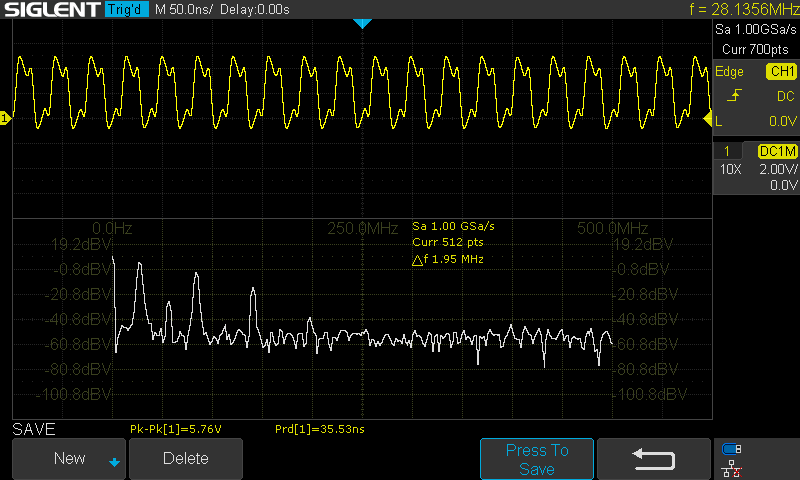 SIGLENT Trig'd M 50.0ns/ Delay:0.00s f = 28.1356MHz
Sa 1.00GSa/s
Curr 700pts
Edge CH1
DC
L 0.0V
1
1 DC1M
10X 2.00V/
0.0V
0.0Hz 250.0MHz 500.0MHz
Sa 1.00 GSa/s
Curr 512 pts
△f 1.95 MHz
19.2dBV 19.2dBV
-0.8dBV -0.8dBV
-20.8dBV -20.8dBV
-40.8dBV -40.8dBV
-60.8dBV -60.8dBV
-80.8dBV -80.8dBV
-100.8dBV -100.8dBV
SAVE Pk-Pk[1]=5.76V Prd[1]=35.53ns
New Delete Press To
Save